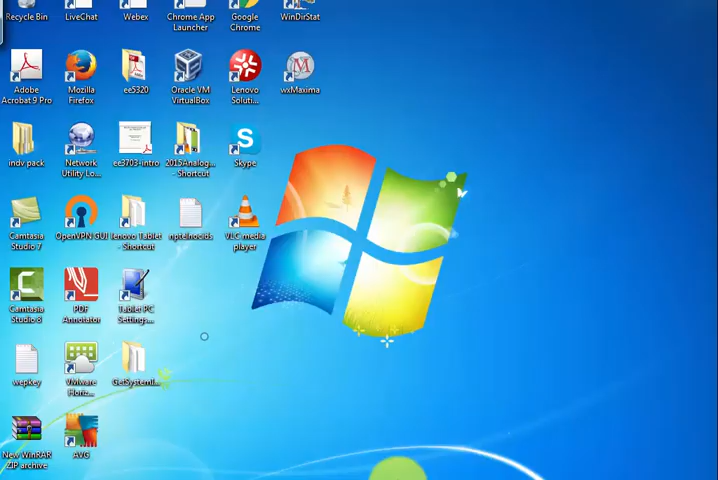 Recycle Bin
LiveChat
Webex
Chrome App
Launcher
Google
Chrome
WinDirStat
Adobe
Acrobat 9 Pro
Mozilla
Firefox
ee5320
Oracle VM
VirtualBox
Lenovo
Soluti...
wxMaxima
indv pack
Network
Utility Lo...
ee3703-intro
2015Analog...
- Shortcut
Skype
Camtasia
Studio 7
OpenVPN GUI
lenovo Tablet
- Shortcut
nptelnocids
VLC media
player
Camtasia
Studio 8
PDF
Annotator
Tablet PC
Settings...
wepkey
VMware
Horiz...
GetSystemI...
New WinRAR
ZIP archive
AVG